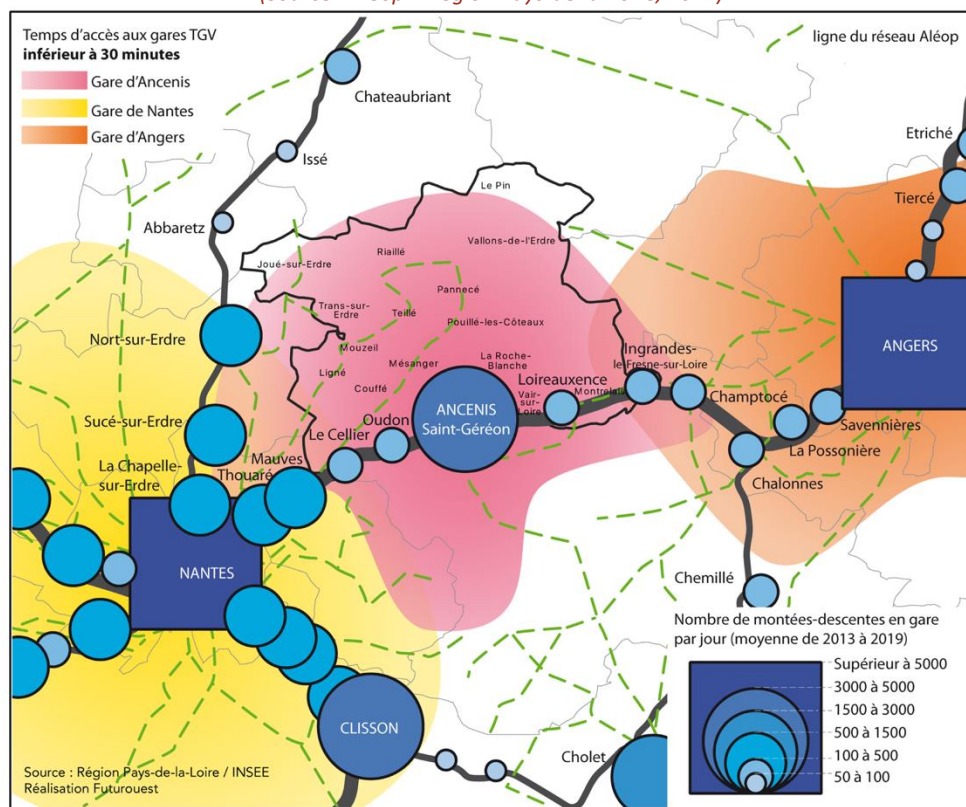 Temps d'accès aux gares TGV
inférieur à 30 minutes
Gare d'Ancenis
Gare de Nantes
Gare d'Angers
ligne du réseau Aléop
Chateaubriant
Issé
Abbaretz
Etriché
Tiercé
Le Pin
Vallons-de-l'Erdre
Joué-sur-Erdre
Riaillé
Pannecé
Trans-sur-
Erdre
Teillé
Pouillé-les-Côteaux
Mouzeil
Mésanger
La Roche-
Blanche
Ligné
Couffé
Nort-sur-Erdre
Ingrandes-
le-Fresne-sur-Loire
ANGERS
Loireauxence
Vair-
sur-
Loire
Montrelais
Champtocé
ANCENIS
Saint-Géréon
Oudon
Le Cellier
Sucé-sur-Erdre
Mauves
Thouaré
La Chapelle-
sur-Erdre
Savennières
La Possonière
Chalonnes
NANTES
Chemillé
CLISSON
Cholet
Nombre de montées-descentes en gare
par jour (moyenne de 2013 à 2019)
Supérieur à 5000
3000 à 5000
1500 à 3000
500 à 1500
100 à 500
50 à 100
Source : Région Pays-de-la-Loire / INSEE
Réalisation Futurouest